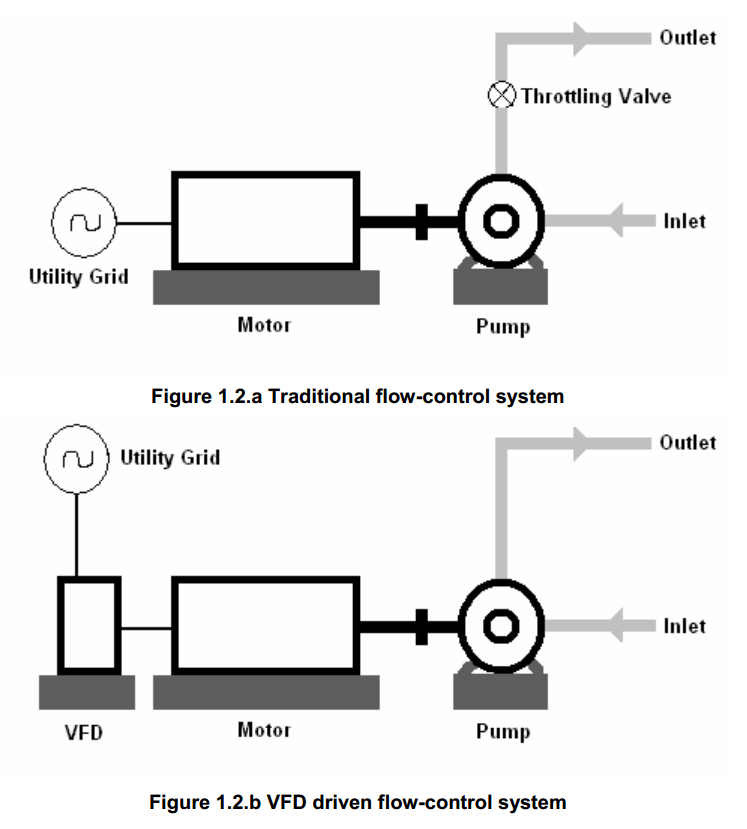 Outlet
Throttling Valve
Inlet
Utility Grid
Motor
Pump
Figure 1.2.a Traditional flow-control system
Utility Grid
Outlet
Inlet
VFD
Motor
Pump
Figure 1.2.b VFD driven flow-control system